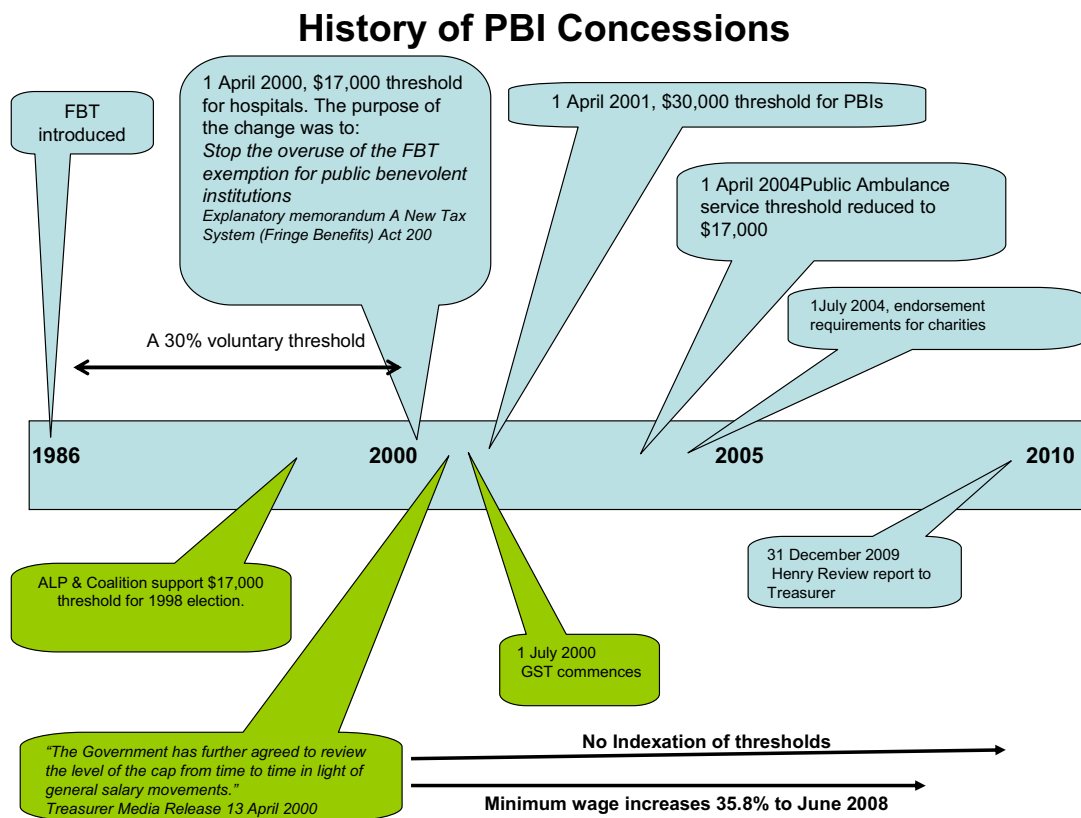 History of PBI Concessions
FBT
introduced
1 April 2000, $17,000 threshold
for hospitals. The purpose of
the change was to:
Stop the overuse of the FBT
exemption for public benevolent
institutions
Explanatory memorandum A New Tax
System (Fringe Benefits) Act 200
1 April 2001, $30,000 threshold for PBIs
1 April 2004Public Ambulance
service threshold reduced to
$17,000
1July 2004, endorsement
requirements for charities
A 30% voluntary threshold
1986
2000
2005
2010
31 December 2009
Henry Review report to
Treasurer
ALP & Coalition support $17,000
threshold for 1998 election.
1 July 2000
GST commences
“The Government has further agreed to review
the level of the cap from time to time in light of
general salary movements.”
Treasurer Media Release 13 April 2000
No Indexation of thresholds
Minimum wage increases 35.8% to June 2008